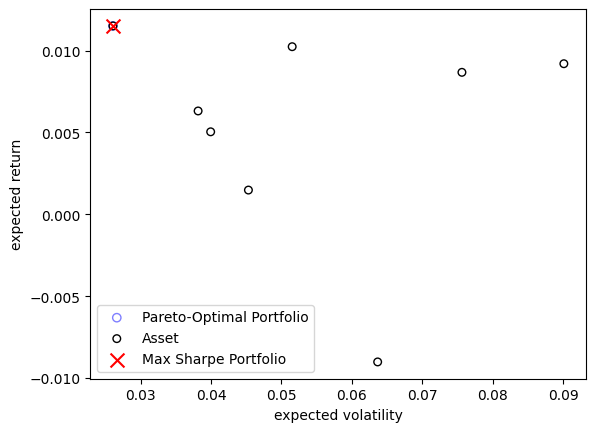 0.010
0.005
0.000
−0.005
−0.010
expected return
Pareto-Optimal Portfolio
Asset
Max Sharpe Portfolio
0.03 0.04 0.05 0.06 0.07 0.08 0.09
expected volatility